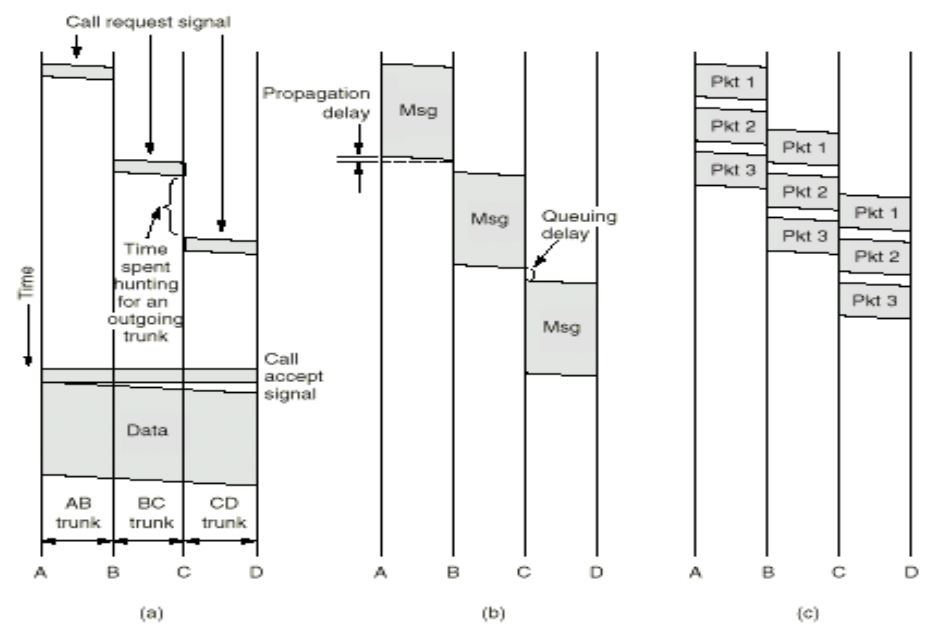 Call request signal
Time
spent
hunting
for an
outgoing
trunk
Time
Call
accept
signal
Data
AB
trunk
BC
trunk
CD
trunk
A
B
C
D
(a)
Propagation
delay
Msg
Msg
Queuing
delay
Msg
A
B
C
D
(b)
Pkt 1
Pkt 2
Pkt 3
Pkt 1
Pkt 2
Pkt 3
Pkt 1
Pkt 2
Pkt 3
A
B
C
D
(c)